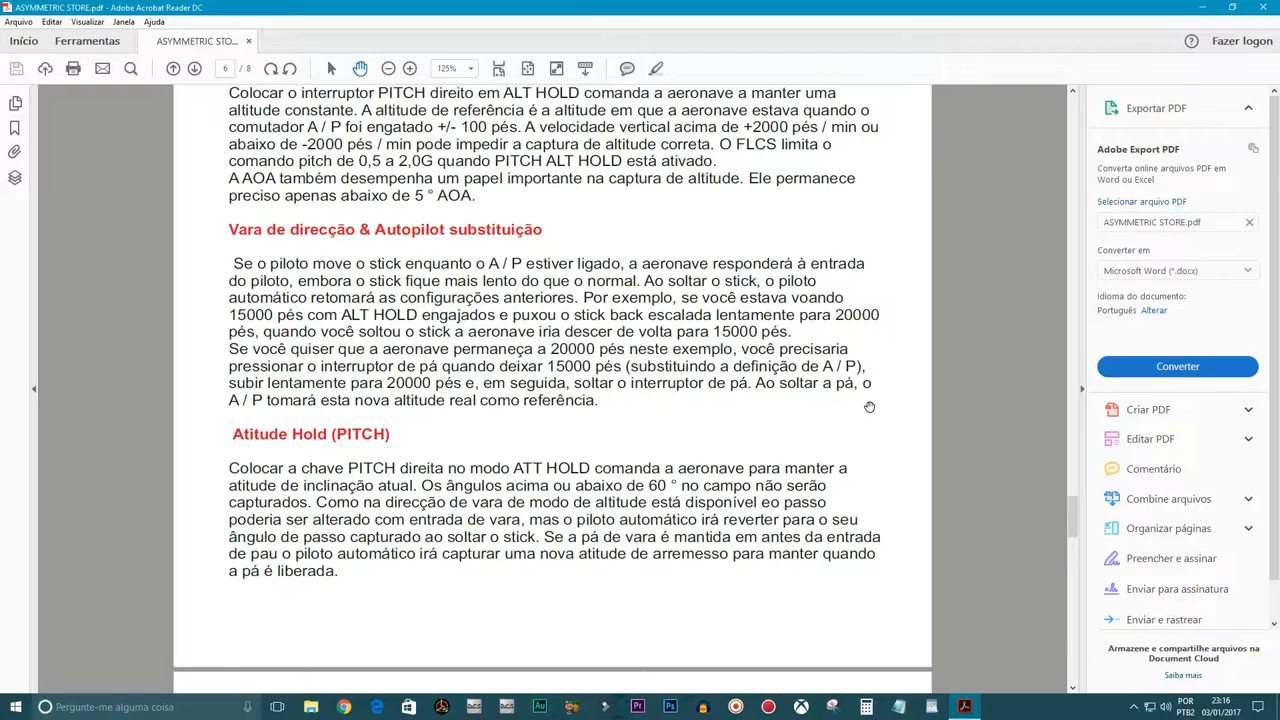 ASYMMETRIC STORE.pdf - Adobe Acrobat Reader DC
Arquivo Editar Visualizar Janela Ajuda
Início Ferramentas ASYMMETRIC STO... × Fazer logon
6 / 8 125%
Colocar o interruptor PITCH direito em ALT HOLD comanda a aeronave a manter uma
altitude constante. A altitude de referência é a altitude em que a aeronave estava quando o
comutador A / P foi engatado +/- 100 pés. A velocidade vertical acima de +2000 pés / min ou
abaixo de -2000 pés / min pode impedir a captura de altitude correta. O FLCS limita o
comando pitch de 0,5 a 2,0G quando PITCH ALT HOLD está ativado.
A AOA também desempenha um papel importante na captura de altitude. Ele permanece
preciso apenas abaixo de 5 ° AOA.
Vara de direcção & Autopilot substituição
Se o piloto move o stick enquanto o A / P estiver ligado, a aeronave responderá à entrada
do piloto, embora o stick fique mais lento do que o normal. Ao soltar o stick, o piloto
automático retomará as configurações anteriores. Por exemplo, se você estava voando
15000 pés com ALT HOLD engajados e puxou o stick back escalada lentamente para 20000
pés, quando você soltou o stick a aeronave iria descer de volta para 15000 pés.
Se você quiser que a aeronave permaneça a 20000 pés neste exemplo, você precisaria
pressionar o interruptor de pá quando deixar 15000 pés (substituindo a definição de A / P),
subir lentamente para 20000 pés e, em seguida, soltar o interruptor de pá. Ao soltar a pá, o
A / P tomará esta nova altitude real como referência.
Atitude Hold (PITCH)
Colocar a chave PITCH direita no modo ATT HOLD comanda a aeronave para manter a
atitude de inclinação atual. Os ângulos acima ou abaixo de 60 ° no campo não serão
capturados. Como na direcção de vara de modo de altitude está disponível eo passo
poderia ser alterado com entrada de vara, mas o piloto automático irá reverter para o seu
ângulo de passo capturado ao soltar o stick. Se a pá de vara é mantida em antes da entrada
de pau o piloto automático irá capturar uma nova atitude de arremesso para manter quando
a pá é liberada.
Exportar PDF
Adobe Export PDF
Converta online arquivos PDF em
Word ou Excel
Selecionar arquivo PDF
ASYMMETRIC STORE.pdf
Converter em
Microsoft Word (*.docx)
Idioma do documento:
Português Alterar
Converter
Criar PDF
Editar PDF
Comentário
Combine arquivos
Organizar páginas
Preencher e assinar
Enviar para assinatura
Enviar e rastrear
Armazene e compartilhe arquivos na
Document Cloud
Saiba mais
Pergunte-me alguma coisa
Au Pr Ps
POR
PTB2
23:16
03/01/2017